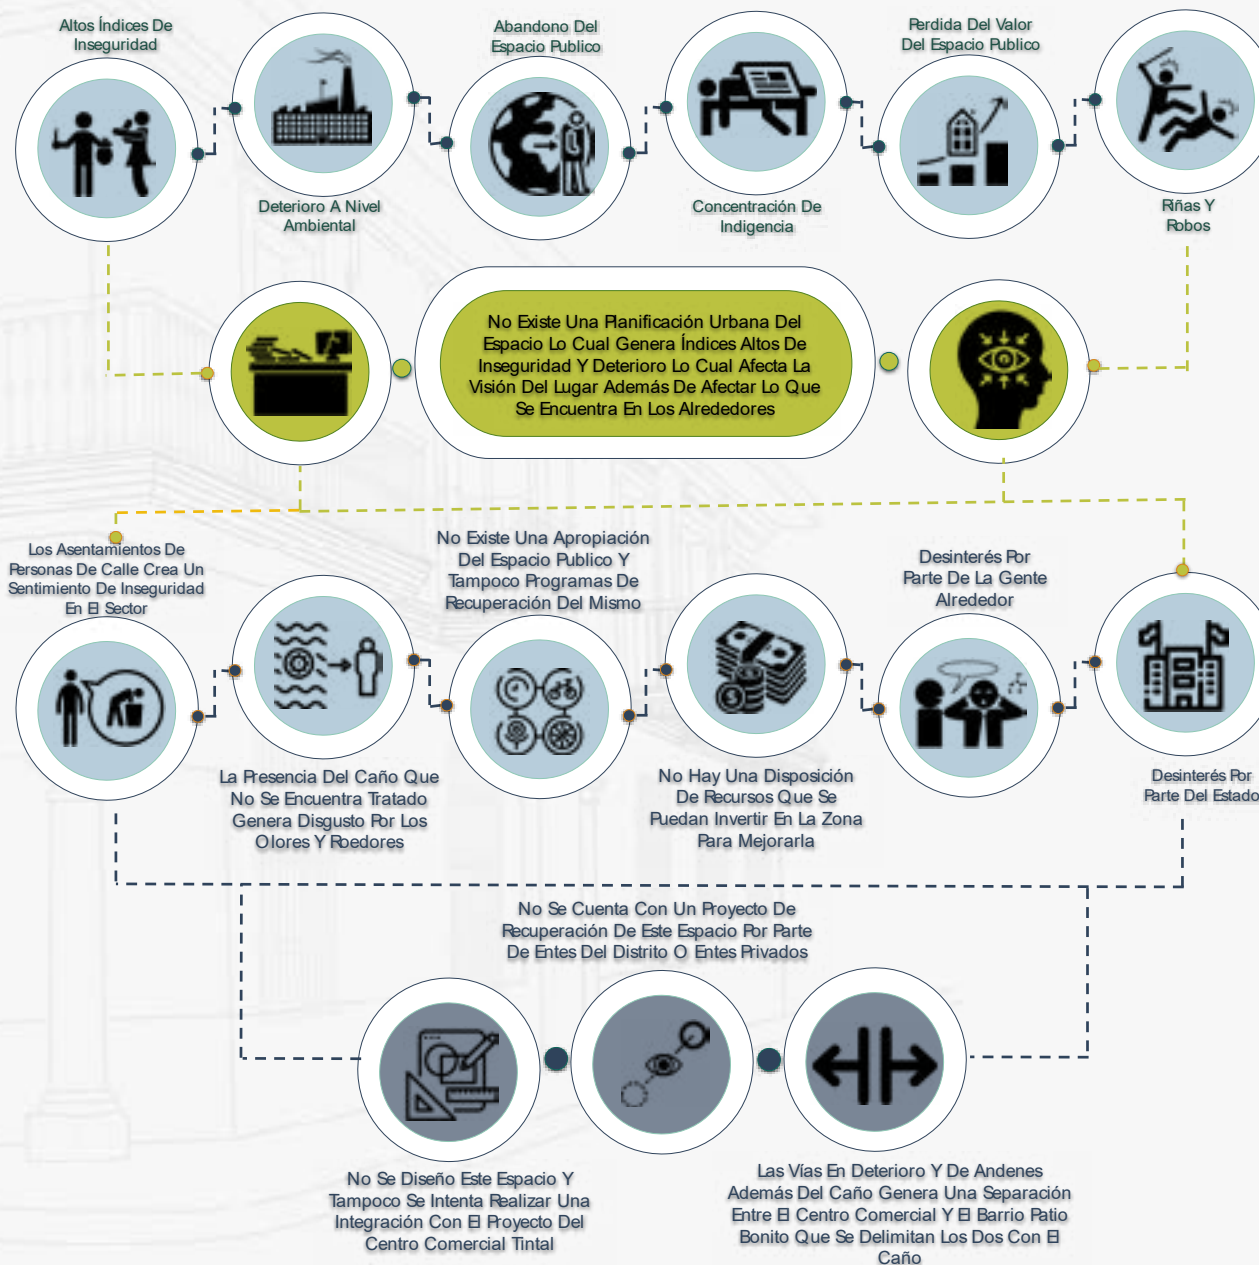 Altos Índices De
Inseguridad
Deterioro A Nivel
Ambiental
Abandono Del
Espacio Publico
Concentración De
Indigencia
Perdida Del Valor
Del Espacio Publico
Riñas Y
Robos
No Existe Una Planificación Urbana Del
Espacio Lo Cual Genera Índices Altos De
Inseguridad Y Deterioro Lo Cual Afecta La
Visión Del Lugar Además De Afectar Lo Que
Se Encuentra En Los Alrededores
Los Asentamientos De
Personas De Calle Crea Un
Sentimiento De Inseguridad
En El Sector
La Presencia Del Caño Que
No Se Encuentra Tratado
Genera Disgusto Por Los
Olores Y Roedores
No Existe Una Apropiación
Del Espacio Publico Y
Tampoco Programas De
Recuperación Del Mismo
No Hay Una Disposición
De Recursos Que Se
Puedan Invertir En La Zona
Para Mejorarla
Desinterés Por
Parte De La Gente
Alrededor
Desinterés Por
Parte Del Estado
No Se Cuenta Con Un Proyecto De
Recuperación De Este Espacio Por Parte
De Entes Del Distrito O Entes Privados
No Se Diseño Este Espacio Y
Tampoco Se Intenta Realizar Una
Integración Con El Proyecto Del
Centro Comercial Tintal
Las Vías En Deterioro Y De Andenes
Además Del Caño Genera Una Separación
Entre El Centro Comercial Y El Barrio Patio
Bonito Que Se Delimitan Los Dos Con El
Caño